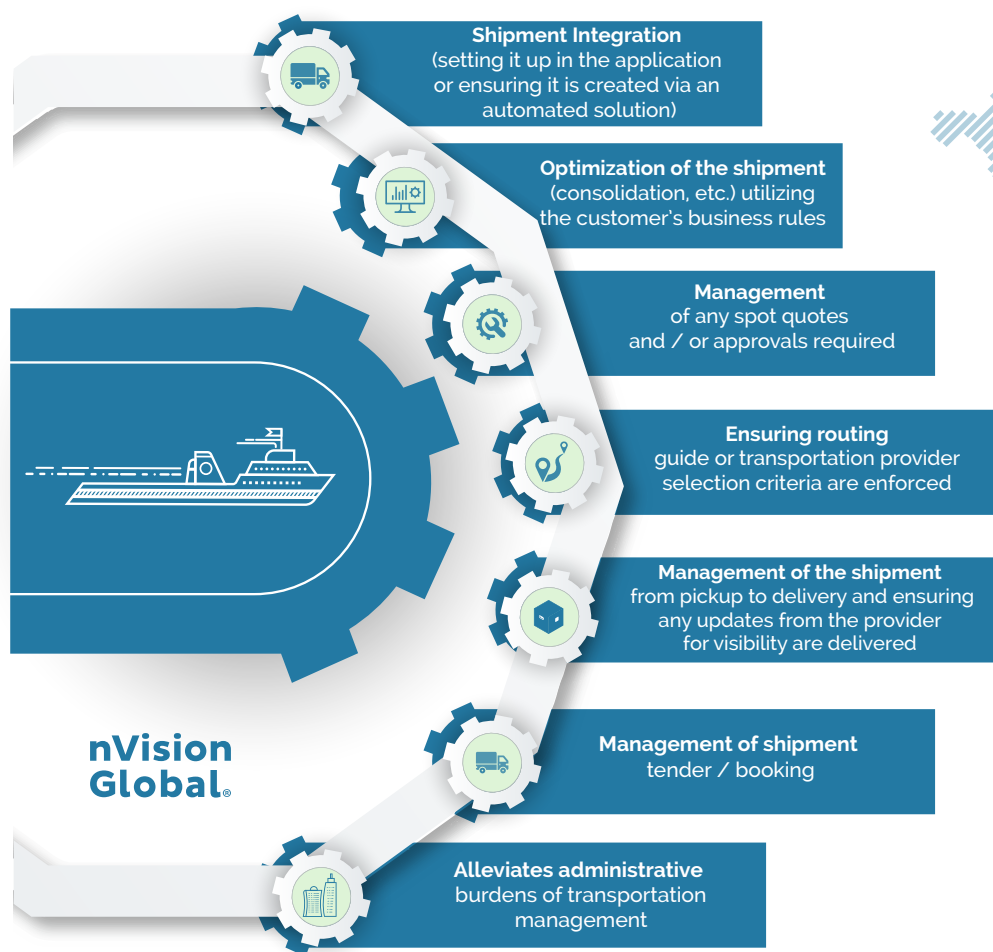 Shipment Integration
(setting it up in the application
or ensuring it is created via an
automated solution)
Optimization of the shipment
(consolidation, etc.) utilizing
the customer's business rules
Management
of any spot quotes
and / or approvals required
Ensuring routing
guide or transportation provider
selection criteria are enforced
Management of the shipment
from pickup to delivery and ensuring
any updates from the provider
for visibility are delivered
Management of shipment
tender / booking
Alleviates administrative
burdens of transportation
management
nVision
Global®